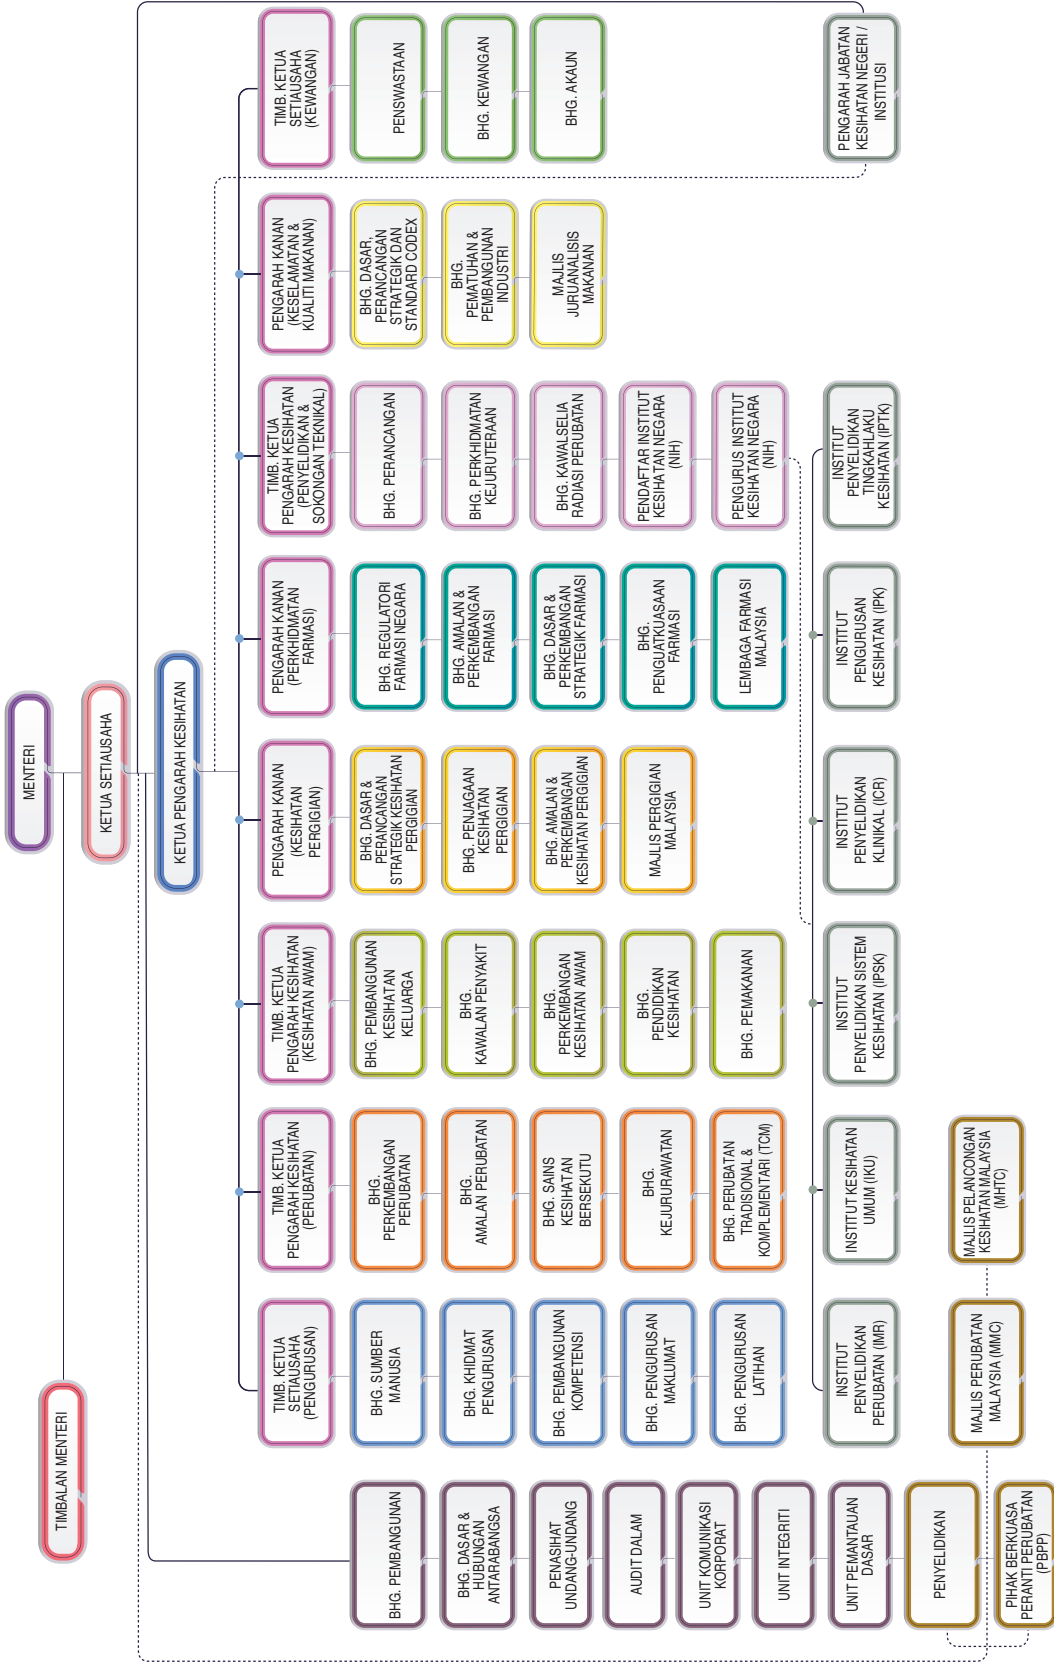 MENTERI
TIMBALAN MENTERI
KETUA SETIAUSAHA
KETUA PENGARAH KESIHATAN
BHG. PEMBANGUNAN
BHG. DASAR &
HUBUNGAN
ANTARABANGSA
PENASIHAT
UNDANG-UNDANG
AUDIT DALAM
UNIT KOMUNIKASI
KORPORAT
UNIT INTEGRITI
UNIT PEMANTAUAN
DASAR
PENYELIDIKAN
PIHAK BERKUASA
PERANTI PERUBATAN
(PBPP)
TIMB. KETUA
SETIAUSAHA
(PENGURUSAN)
BHG. SUMBER
MANUSIA
BHG. KHIDMAT
PENGURUSAN
BHG. PEMBANGUNAN
KOMPETENSI
BHG. PENGURUSAN
MAKLUMAT
BHG. PENGURUSAN
LATIHAN
TIMB. KETUA
PENGARAH KESIHATAN
(PERUBATAN)
BHG.
PERKEMBANGAN
PERUBATAN
BHG.
AMALAN PERUBATAN
BHG. SAINS
KESIHATAN
BERSEKUTU
BHG.
KEJURURAWATAN
BHG. PERUBATAN
TRADISIONAL &
KOMPLEMENTARI (TCM)
TIMB. KETUA
PENGARAH KESIHATAN
(KESIHATAN AWAM)
BHG. PEMBANGUNAN
KESIHATAN
KELUARGA
BHG.
KAWALAN PENYAKIT
BHG.
PERKEMBANGAN
KESIHATAN AWAM
BHG.
PENDIDIKAN
KESIHATAN
BHG. PEMAKANAN
PENGARAH KANAN
(KESIHATAN
PERGIGIAN)
BHG. DASAR &
PERANCANGAN
STRATEGIK KESIHATAN
PERGIGIAN
BHG. PENJAGAAN
KESIHATAN
PERGIGIAN
BHG. AMALAN &
PERKEMBANGAN
KESIHATAN PERGIGIAN
MAJLIS PERGIGIAN
MALAYSIA
PENGARAH KANAN
(PERKHIDMATAN
FARMASI)
BHG. REGULATORI
FARMASI NEGARA
BHG. AMALAN &
PERKEMBANGAN
FARMASI
BHG. DASAR &
PERKEMBANGAN
STRATEGIK FARMASI
BHG.
PENGUATKUASAAN
FARMASI
LEMBAGA FARMASI
MALAYSIA
TIMB. KETUA
PENGARAH KESIHATAN
(PENYELIDIKAN &
SOKONGAN TEKNIKAL)
BHG. PERANCANGAN
BHG. PERKHIDMATAN
KEJURUTERAAN
BHG. KAWALSELIA
RADIASI PERUBATAN
PENDAFTAR INSTITUT
KESIHATAN NEGARA
(NIH)
PENGURUS INSTITUT
KESIHATAN NEGARA
(NIH)
PENGARAH KANAN
(KESELAMATAN &
KUALITI MAKANAN)
BHG. DASAR,
PERANCANGAN
STRATEGIK DAN
STANDARD CODEX
BHG.
PEMATUHAN &
PEMBANGUNAN
INDUSTRI
MAJLIS
JURUANALISIS
MAKANAN
TIMB. KETUA
SETIAUSAHA
(KEWANGAN)
PENSWASTAAN
BHG. KEWANGAN
BHG. AKAUN
INSTITUT
PENYELIDIKAN
PERUBATAN (IMR)
INSTITUT KESIHATAN
UMUM (IKU)
INSTITUT
PENYELIDIKAN SISTEM
KESIHATAN (IPSK)
INSTITUT
PENYELIDIKAN
KLINIKAL (ICR)
INSTITUT
PENGURUSAN
KESIHATAN (IPK)
INSTITUT
PENYELIDIKAN
TINGKAHLAKU
KESIHATAN (IPTK)
PENGARAH JABATAN
KESIHATAN NEGERI /
INSTITUSI
MAJLIS PERUBATAN
MALAYSIA (MMC)
MAJLIS PELANCONGAN
KESIHATAN MALAYSIA
(MHTC)